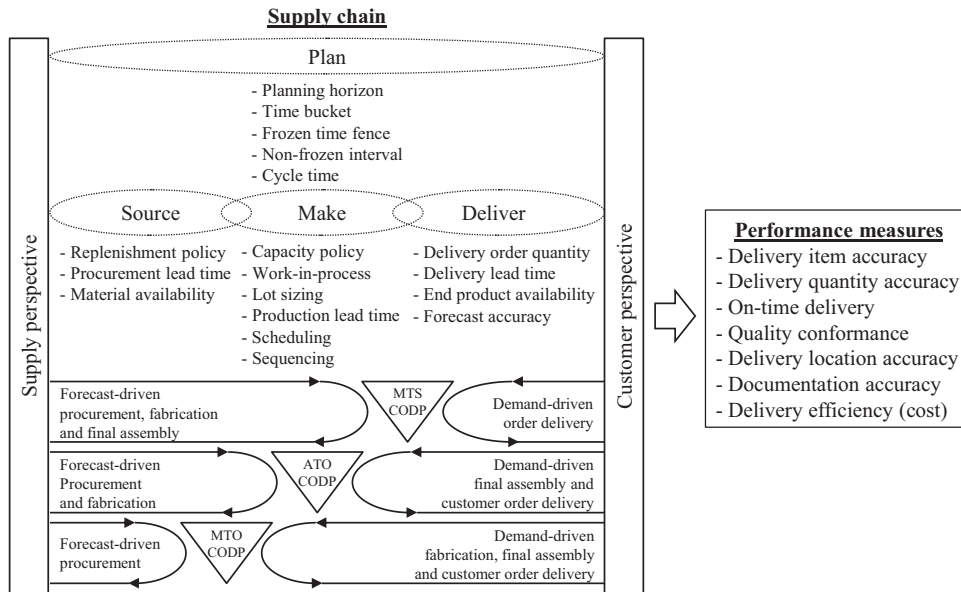 Supply chain
Plan
- Planning horizon
- Time bucket
- Frozen time fence
- Non-frozen interval
- Cycle time
Source
Make
Deliver
- Replenishment policy
- Procurement lead time
- Material availability
- Capacity policy
- Work-in-process
- Lot sizing
- Production lead time
- Scheduling
- Sequencing
- Delivery order quantity
- Delivery lead time
- End product availability
- Forecast accuracy
Supply perspective
Customer perspective
Forecast-driven
procurement, fabrication
and final assembly
MTS
CODP
Demand-driven
order delivery
Forecast-driven
Procurement
and fabrication
ATO
CODP
Demand-driven
final assembly and
customer order delivery
Forecast-driven
procurement
MTO
CODP
Demand-driven
fabrication, final assembly
and customer order delivery
Performance measures
- Delivery item accuracy
- Delivery quantity accuracy
- On-time delivery
- Quality conformance
- Delivery location accuracy
- Documentation accuracy
- Delivery efficiency (cost)